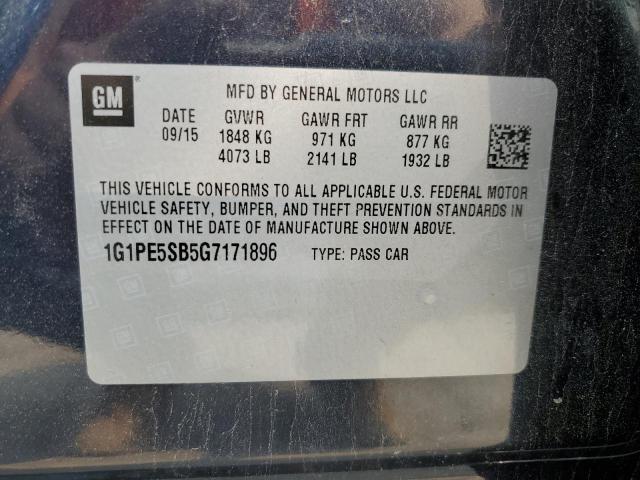 GM
MFD BY GENERAL MOTORS LLC
DATE GVWR GAWR FRT GAWR RR
09/15 1848 KG 971 KG 877 KG
4073 LB 2141 LB 1932 LB
THIS VEHICLE CONFORMS TO ALL APPLICABLE U.S. FEDERAL MOTOR
VEHICLE SAFETY, BUMPER, AND THEFT PREVENTION STANDARDS IN
EFFECT ON THE DATE OF MANUFACTURE SHOWN ABOVE.
1G1PE5SB5G7171896 TYPE: PASS CAR